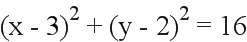 (x - 3)² + (y - 2)² = 16